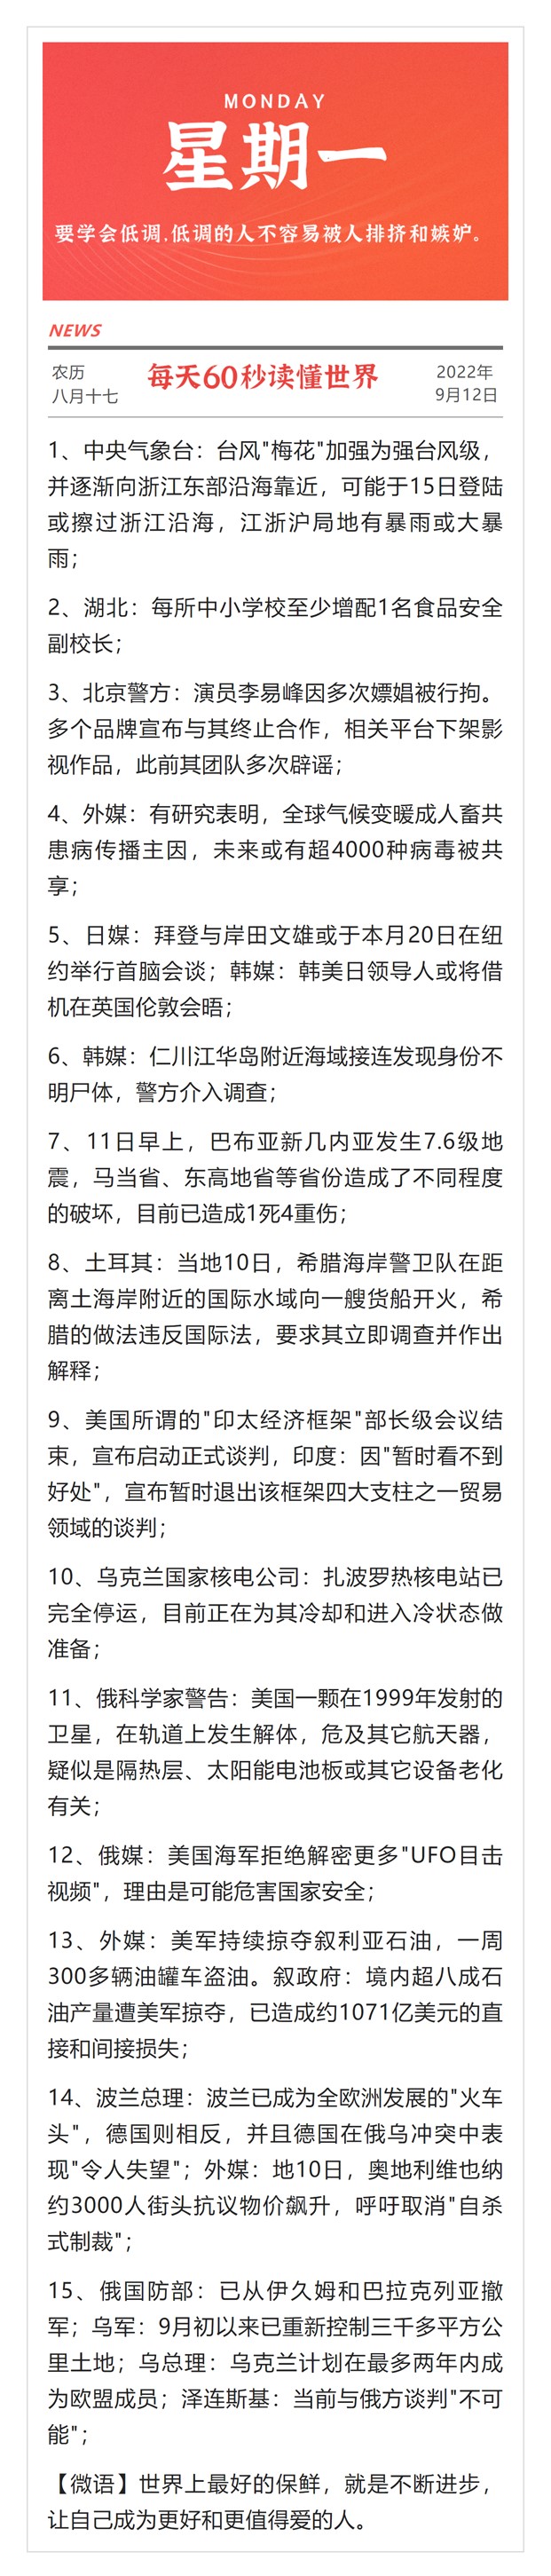 MONDAY
星期一
要学会低调.低调的人不容易被人排挤和嫉妒。
NEWS
农历
八月十七
每天60秒读懂世界
2022年
9月12日
1、中央气象台：台风"梅花"加强为强台风级，
并逐渐向浙江东部沿海靠近，可能于15日登陆
或擦过浙江沿海，江浙沪局地有暴雨或大暴
雨；
2、湖北：每所中小学校至少增配1名食品安全
副校长；
3、北京警方：演员李易峰因多次嫖娼被行拘。
多个品牌宣布与其终止合作，相关平台下架影
视作品，此前其团队多次辟谣；
4、外媒：有研究表明，全球气候变暖成人畜共
患病传播主因，未来或有超4000种病毒被共
享；
5、日媒：拜登与岸田文雄或于本月20日在纽
约举行首脑会谈；韩媒：韩美日领导人或将借
机在英国伦敦会晤；
6、韩媒：仁川江华岛附近海域接连发现身份不
明尸体，警方介入调查；
7、11日早上，巴布亚新几内亚发生7.6级地
震，马当省、东高地省等省份造成了不同程度
的破坏，目前已造成1死4重伤；
8、土耳其：当地10日，希腊海岸警卫队在距
离土海岸附近的国际水域向一艘货船开火，希
腊的做法违反国际法，要求其立即调查并作出
解释；
9、美国所谓的"印太经济框架"部长级会议结
束，宣布启动正式谈判，印度：因"暂时看不到
好处"，宣布暂时退出该框架四大支柱之一贸易
领域的谈判；
10、乌克兰国家核电公司：扎波罗热核电站已
完全停运，目前正在为其冷却和进入冷状态做
准备；
11、俄科学家警告：美国一颗在1999年发射的
卫星，在轨道上发生解体，危及其它航天器，
疑似是隔热层、太阳能电池板或其它设备老化
有关；
12、俄媒：美国海军拒绝解密更多"UFO目击
视频"，理由是可能危害国家安全；
13、外媒：美军持续掠夺叙利亚石油，一周
300多辆油罐车盗油。叙政府：境内超八成石
油产量遭美军掠夺，已造成约1071亿美元的直
接和间接损失；
14、波兰总理：波兰已成为全欧洲发展的"火车
头"，德国则相反，并且德国在俄乌冲突中表
现"令人失望"；外媒：地10日，奥地利维也纳
约3000人街头抗议物价飙升，呼吁取消"自杀
式制裁"；
15、俄国防部：已从伊久姆和巴拉克列亚撤
军；乌军：9月初以来已重新控制三千多平方公
里土地；乌总理：乌克兰计划在最多两年内成
为欧盟成员；泽连斯基：当前与俄方谈判"不可
能"；
【微语】世界上最好的保鲜，就是不断进步，
让自己成为更好和更值得爱的人。